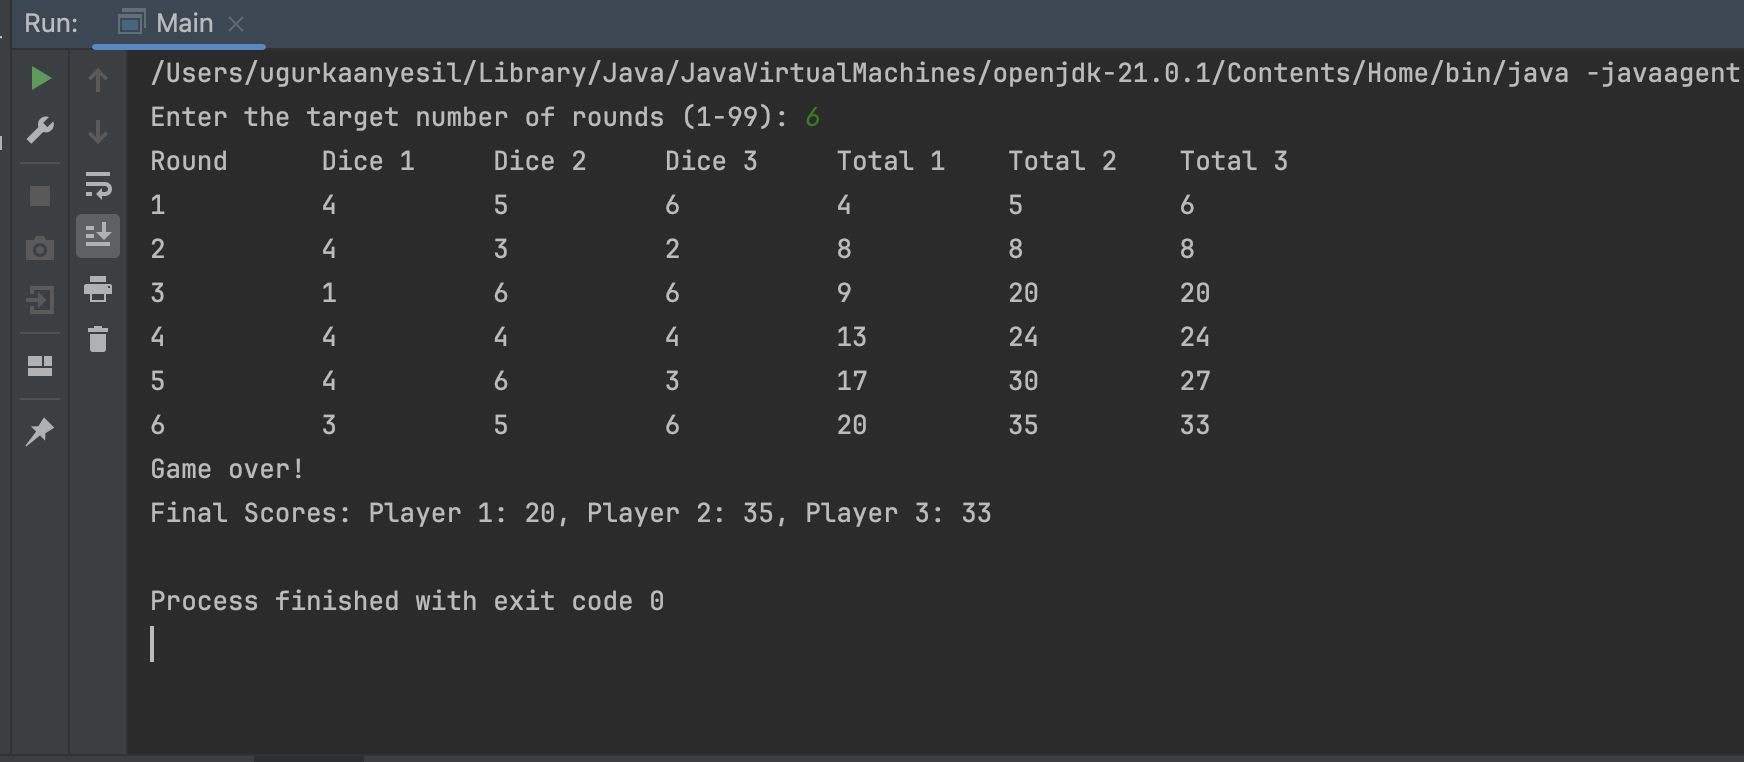 Run: Main
/Users/ugurkaanyesil/Library/Java/JavaVirtualMachines/openjdk-21.0.1/Contents/Home/bin/java -javaagent
Enter the target number of rounds (1-99): 6
Round Dice 1 Dice 2 Dice 3 Total 1 Total 2 Total 3
1 4 5 6 4 5 6
2 4 3 2 8 8 8
3 1 6 6 9 20 20
4 4 4 4 13 24 24
5 4 6 3 17 30 27
6 3 5 6 20 35 33
Game over!
Final Scores: Player 1: 20, Player 2: 35, Player 3: 33
Process finished with exit code 0